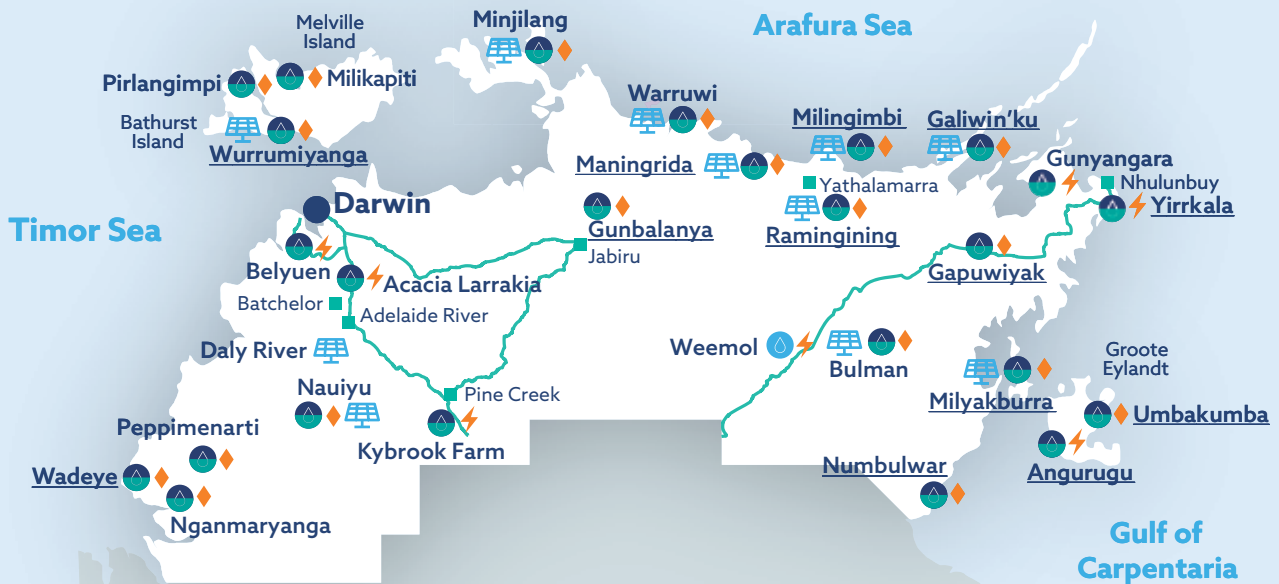 Melville
Island
Minjilang
Arafura Sea
Pirlangimpi
Milikapiti
Bathurst
Island
Wurrumiyanga
Warruwi
Milingimbi
Galiwin'ku
Maningrida
Gunyangara
Yathalamarra
Nhulunbuy
Darwin
Yirrkala
Timor Sea
Gunbalanya
Ramingining
Jabiru
Belyuen
Acacia Larrakia
Gapuwiyak
Batchelor
Adelaide River
Daly River
Weemol
Bulman
Groote
Eylandt
Nauiyu
Pine Creek
Milyakburra
Umbakumba
Peppimenarti
Kybrook Farm
Wadeye
Numbulwar
Angurugu
Nganmaryanga
Gulf of
Carpentaria